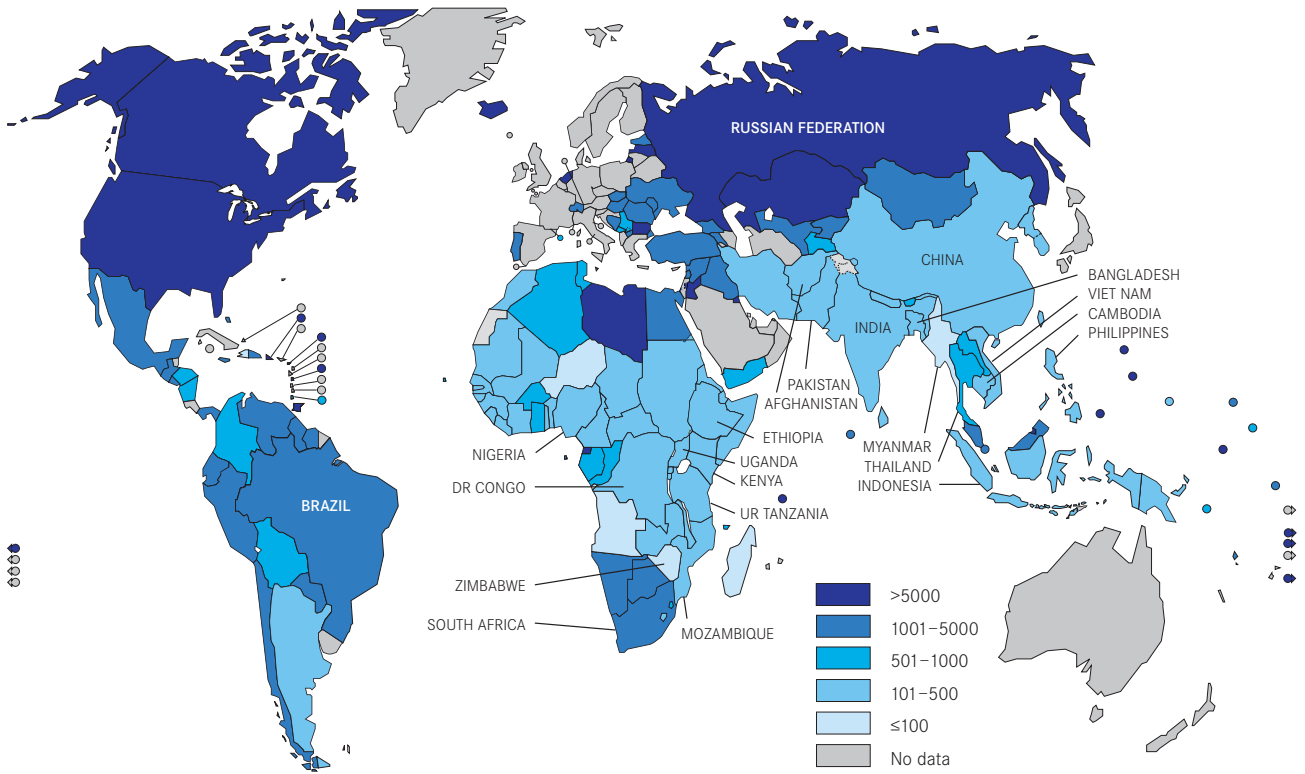 RUSSIAN FEDERATION
CHINA
BANGLADESH
VIET NAM
CAMBODIA
PHILIPPINES
INDIA
PAKISTAN
AFGHANISTAN
ETHIOPIA
NIGERIA
UGANDA
KENYA
DR CONGO
MYANMAR
THAILAND
INDONESIA
BRAZIL
UR TANZANIA
ZIMBABWE
SOUTH AFRICA
MOZAMBIQUE
>5000
1001–5000
501–1000
101–500
≤100
No data